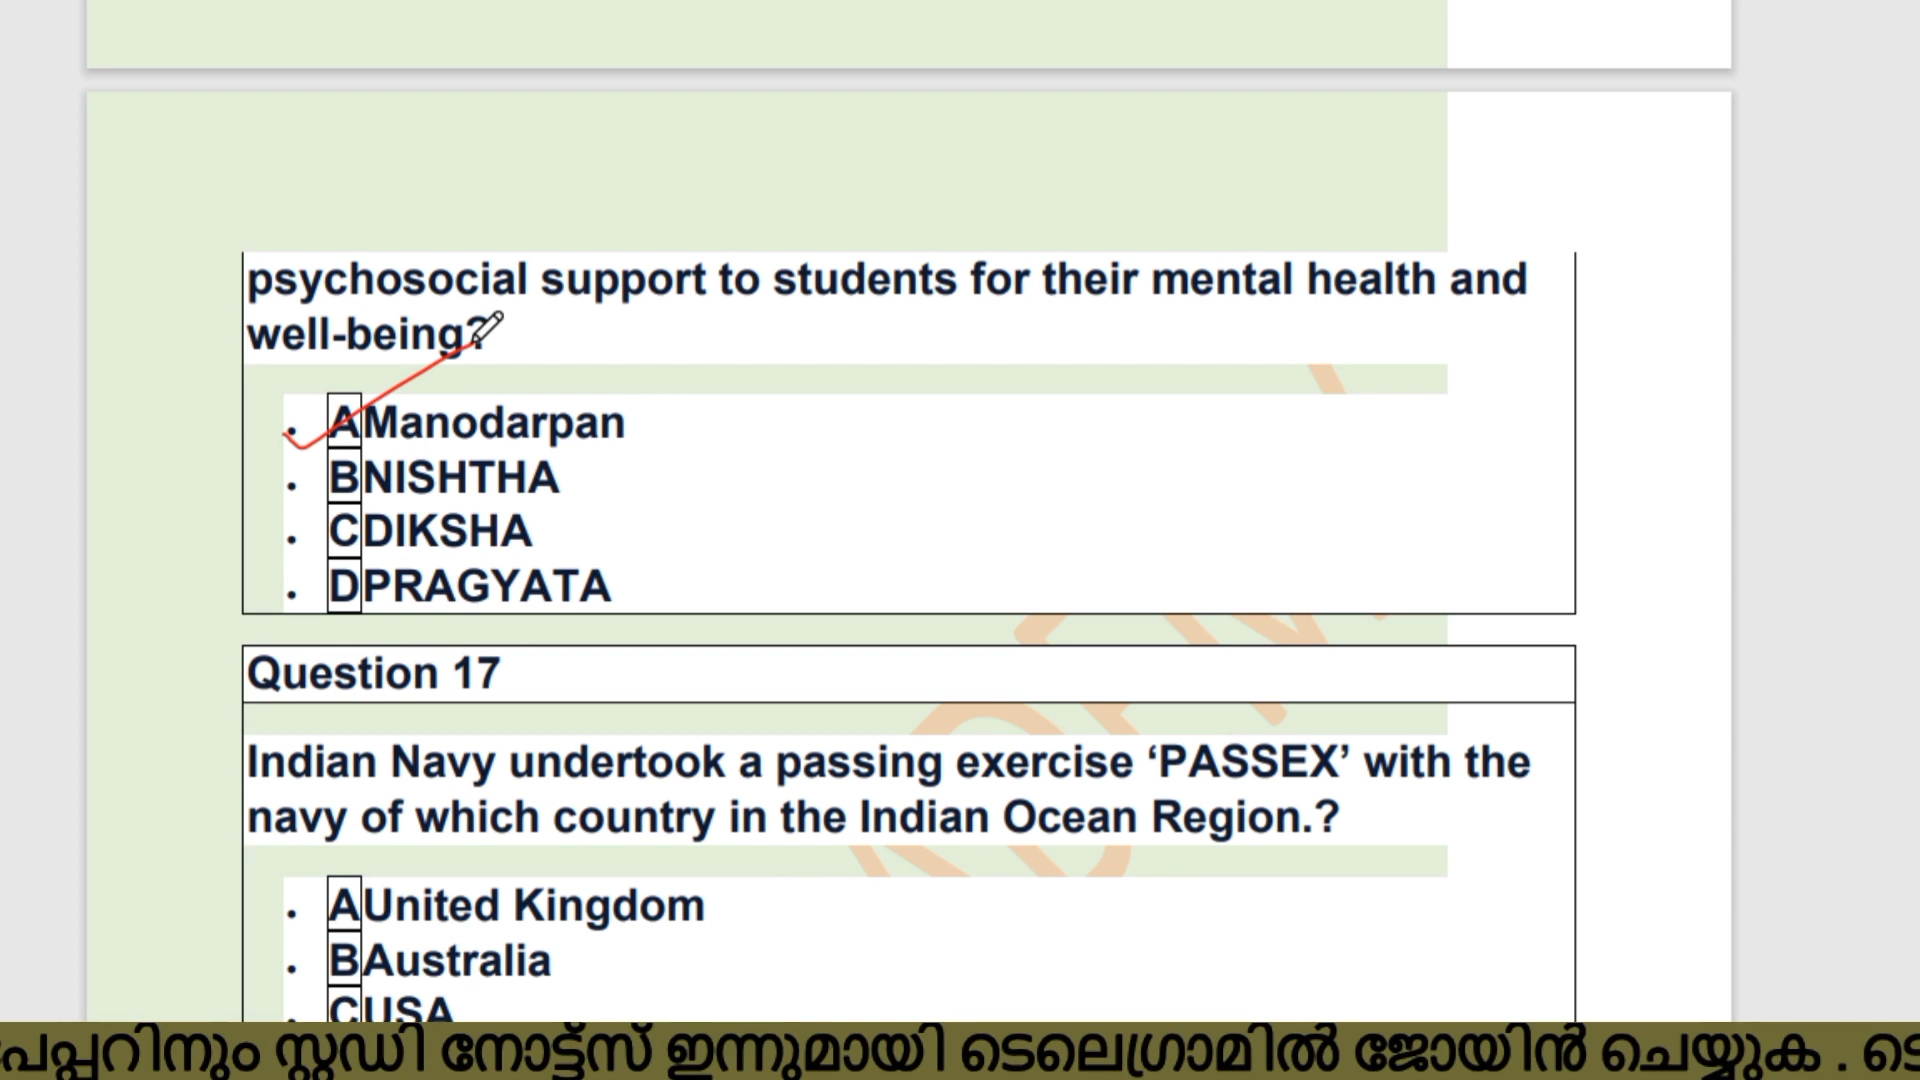 psychosocial support to students for their mental health and
well-being?
. A Manodarpan
. B NISHTHA
. C DIKSHA
. D PRAGYATA
Question 17
Indian Navy undertook a passing exercise ‘PASSEX’ with the
navy of which country in the Indian Ocean Region.?
. A United Kingdom
. B Australia
. C USA
പേപ്പറിനും സ്റ്റഡി നോട്ട്സ് ഇന്നുമായി ടെലെഗ്രാമിൽ ജോയിൻ ചെയ്യുക .